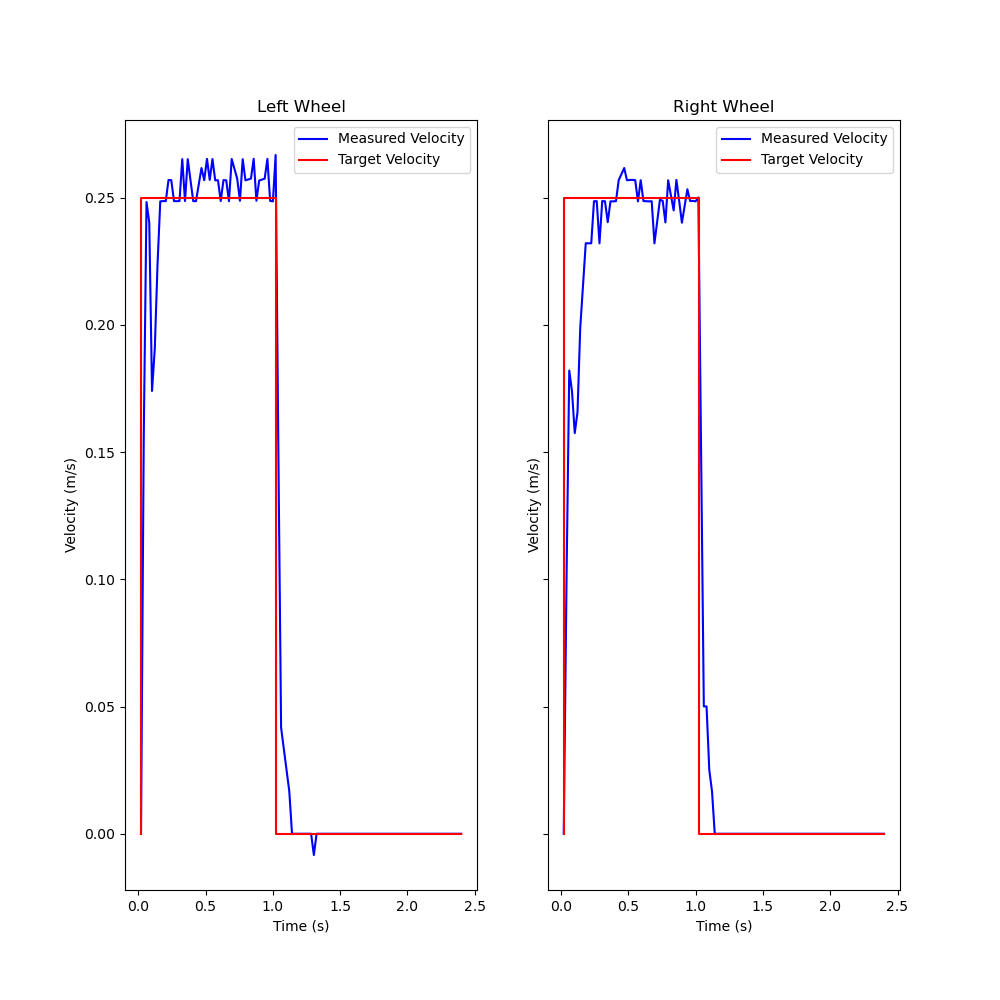 Left Wheel
Measured Velocity
Target Velocity
Velocity (m/s)
0.25
0.20
0.15
0.10
0.05
0.00
0.0 0.5 1.0 1.5 2.0 2.5
Time (s)
Right Wheel
Measured Velocity
Target Velocity
Velocity (m/s)
0.0 0.5 1.0 1.5 2.0 2.5
Time (s)